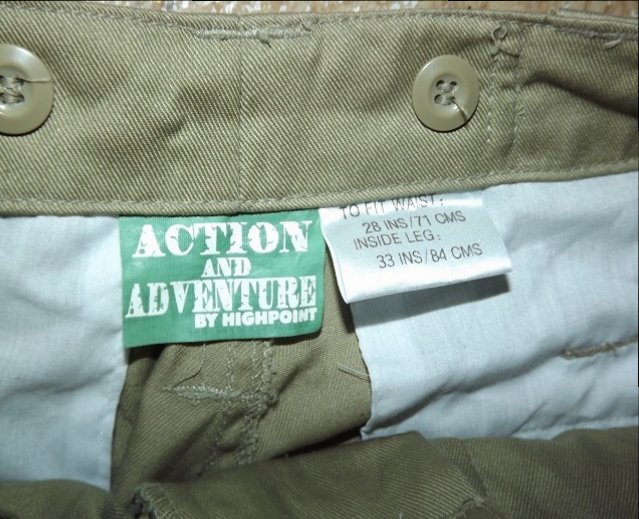 ACTION
AND
ADVENTURE
BY HIGHPOINT
TO FIT WAIST:
28 INS/71 CMS
INSIDE LEG:
33 INS/84 CMS